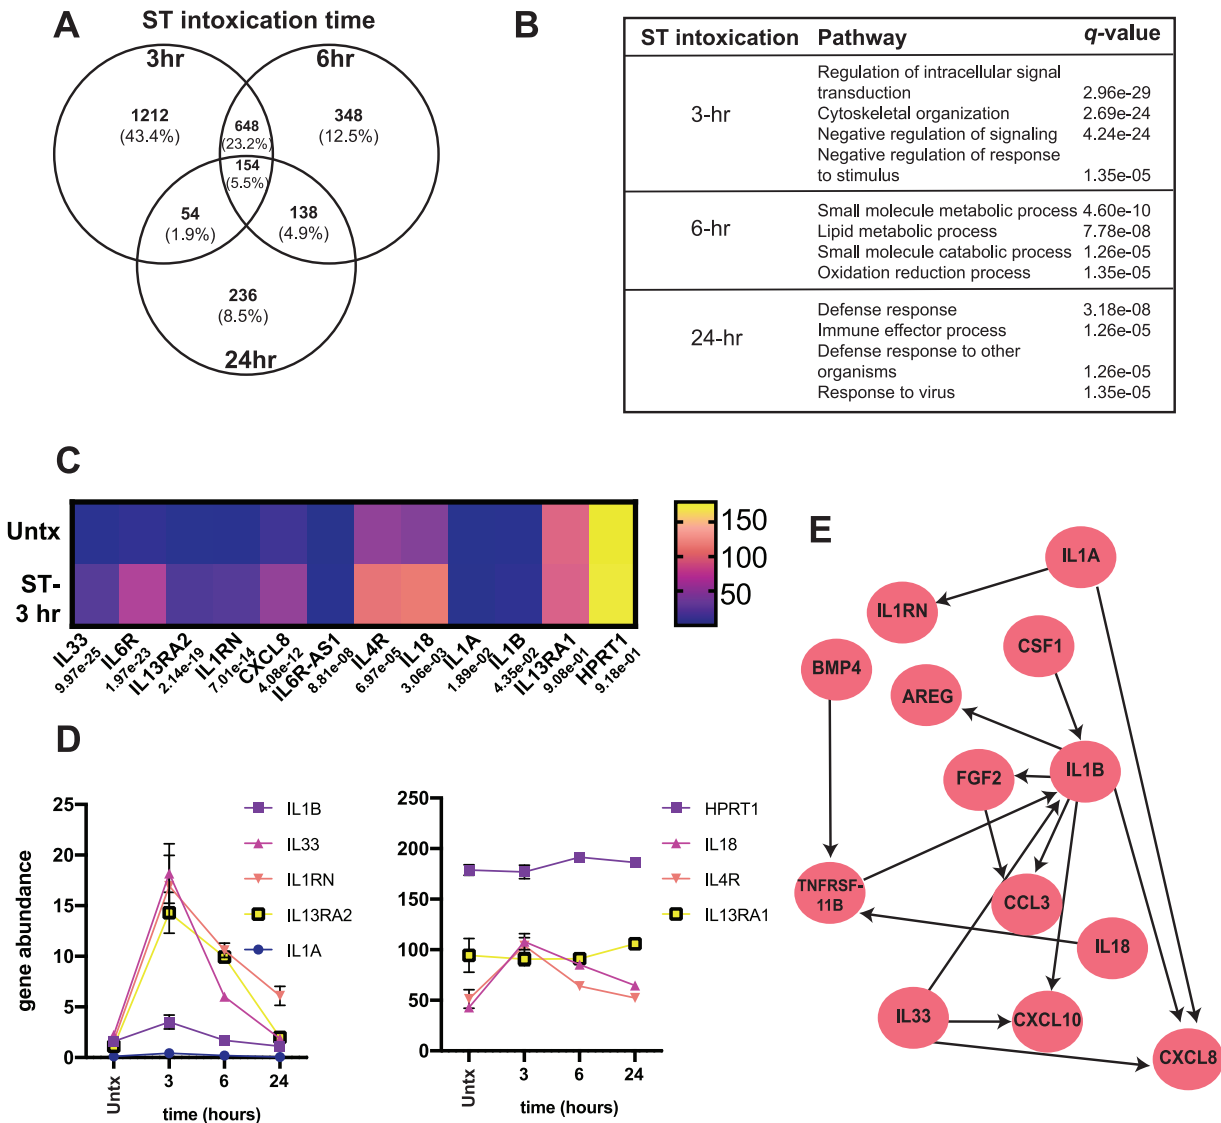 A
ST intoxication time
3hr
6hr
1212
(43.4%)
648
(23.2%)
348
(12.5%)
154
(5.5%)
54
(1.9%)
138
(4.9%)
236
(8.5%)
24hr
B
ST intoxication Pathway q-value
3-hr
Regulation of intracellular signal
transduction 2.96e-29
Cytoskeletal organization 2.69e-24
Negative regulation of signaling 4.24e-24
Negative regulation of response
to stimulus 1.35e-05
6-hr
Small molecule metabolic process 4.60e-10
Lipid metabolic process 7.78e-08
Small molecule catabolic process 1.26e-05
Oxidation reduction process 1.35e-05
24-hr
Defense response 3.18e-08
Immune effector process 1.26e-05
Defense response to other
organisms 1.26e-05
Response to virus 1.35e-05
C
Untx
ST-
3 hr
150
100
50
IL33
9.97e-25
IL6R
1.97e-23
IL13RA2
2.14e-19
IL1RN
7.01e-14
CXCL8
4.08e-12
IL6R-AS1
8.81e-08
IL4R
6.97e-05
IL18
3.06e-03
IL1A
1.89e-02
IL1B
4.35e-02
IL13RA1
9.08e-01
HPRT1
9.18e-01
D
gene abundance
25
20
15
10
5
0
Untx
3
6
24
time (hours)
IL1B
IL33
IL1RN
IL13RA2
IL1A
250
200
150
100
50
0
Untx
3
6
24
time (hours)
HPRT1
IL18
IL4R
IL13RA1
E
IL1A
IL1RN
CSF1
BMP4
AREG
IL1B
FGF2
TNFRSF-
11B
CCL3
IL18
IL33
CXCL10
CXCL8